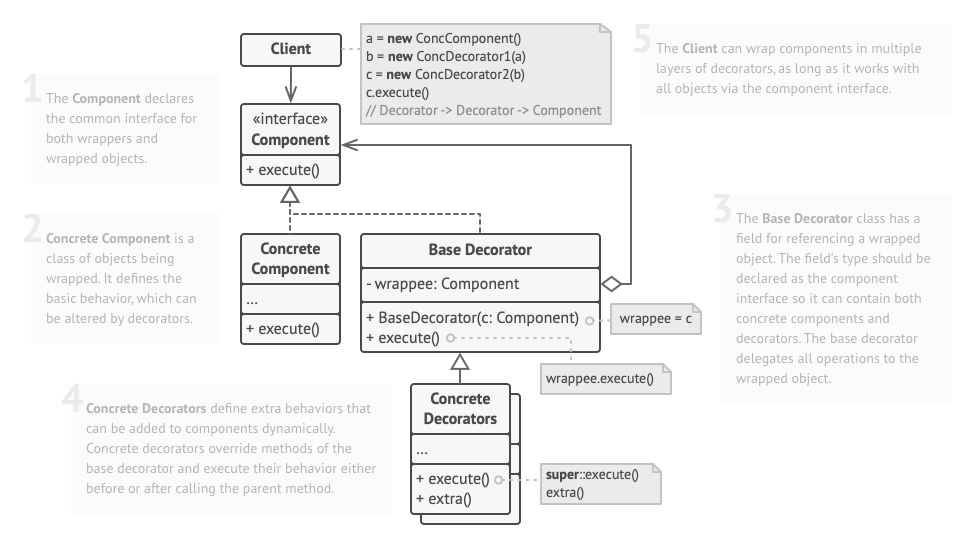 Client
a = new ConcComponent()
b = new ConcDecorator1(a)
c = new ConcDecorator2(b)
c.execute()
// Decorator -> Decorator -> Component
5
The Client can wrap components in multiple
layers of decorators, as long as it works with
all objects via the component interface.
1
The Component declares
the common interface for
both wrappers and
wrapped objects.
«interface»
Component
+ execute()
2
Concrete Component is a
class of objects being
wrapped. It defines the
basic behavior, which can
be altered by decorators.
Concrete
Component
...
+ execute()
Base Decorator
- wrappee: Component
+ BaseDecorator(c: Component)
+ execute()
wrappee = c
wrappee.execute()
3
The Base Decorator class has a
field for referencing a wrapped
object. The field's type should be
declared as the component
interface so it can contain both
concrete components and
decorators. The base decorator
delegates all operations to the
wrapped object.
4
Concrete Decorators define extra behaviors that
can be added to components dynamically.
Concrete decorators override methods of the
base decorator and execute their behavior either
before or after calling the parent method.
Concrete
Decorators
...
+ execute()
+ extra()
super::execute()
extra()